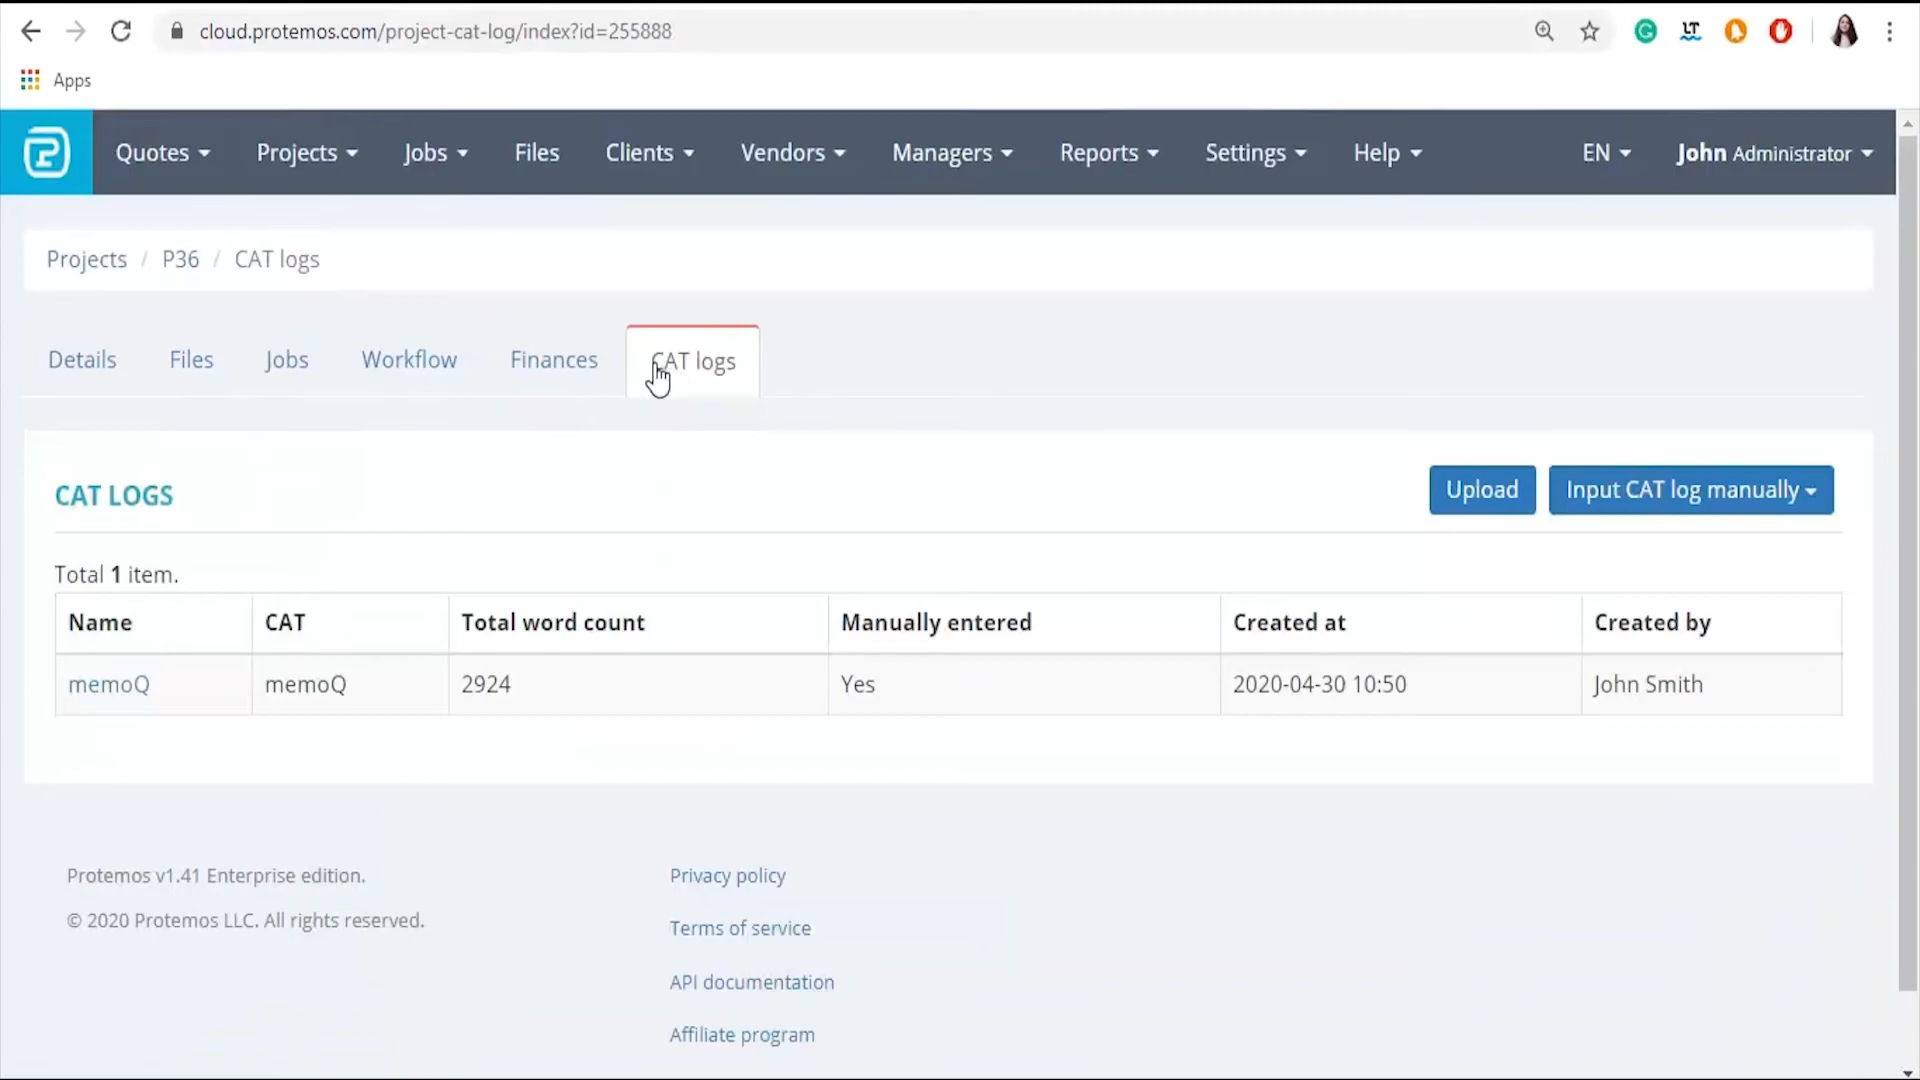 cloud.protemos.com/project-cat-log/index?id=255888
Apps
Quotes Projects Jobs Files Clients Vendors Managers Reports Settings Help EN John Administrator
Projects / P36 / CAT logs
Details Files Jobs Workflow Finances CAT logs
CAT LOGS Upload Input CAT log manually
Total 1 item.
Name CAT Total word count Manually entered Created at Created by
memoQ memoQ 2924 Yes 2020-04-30 10:50 John Smith
Protemos v1.41 Enterprise edition.
© 2020 Protemos LLC. All rights reserved.
Privacy policy
Terms of service
API documentation
Affiliate program